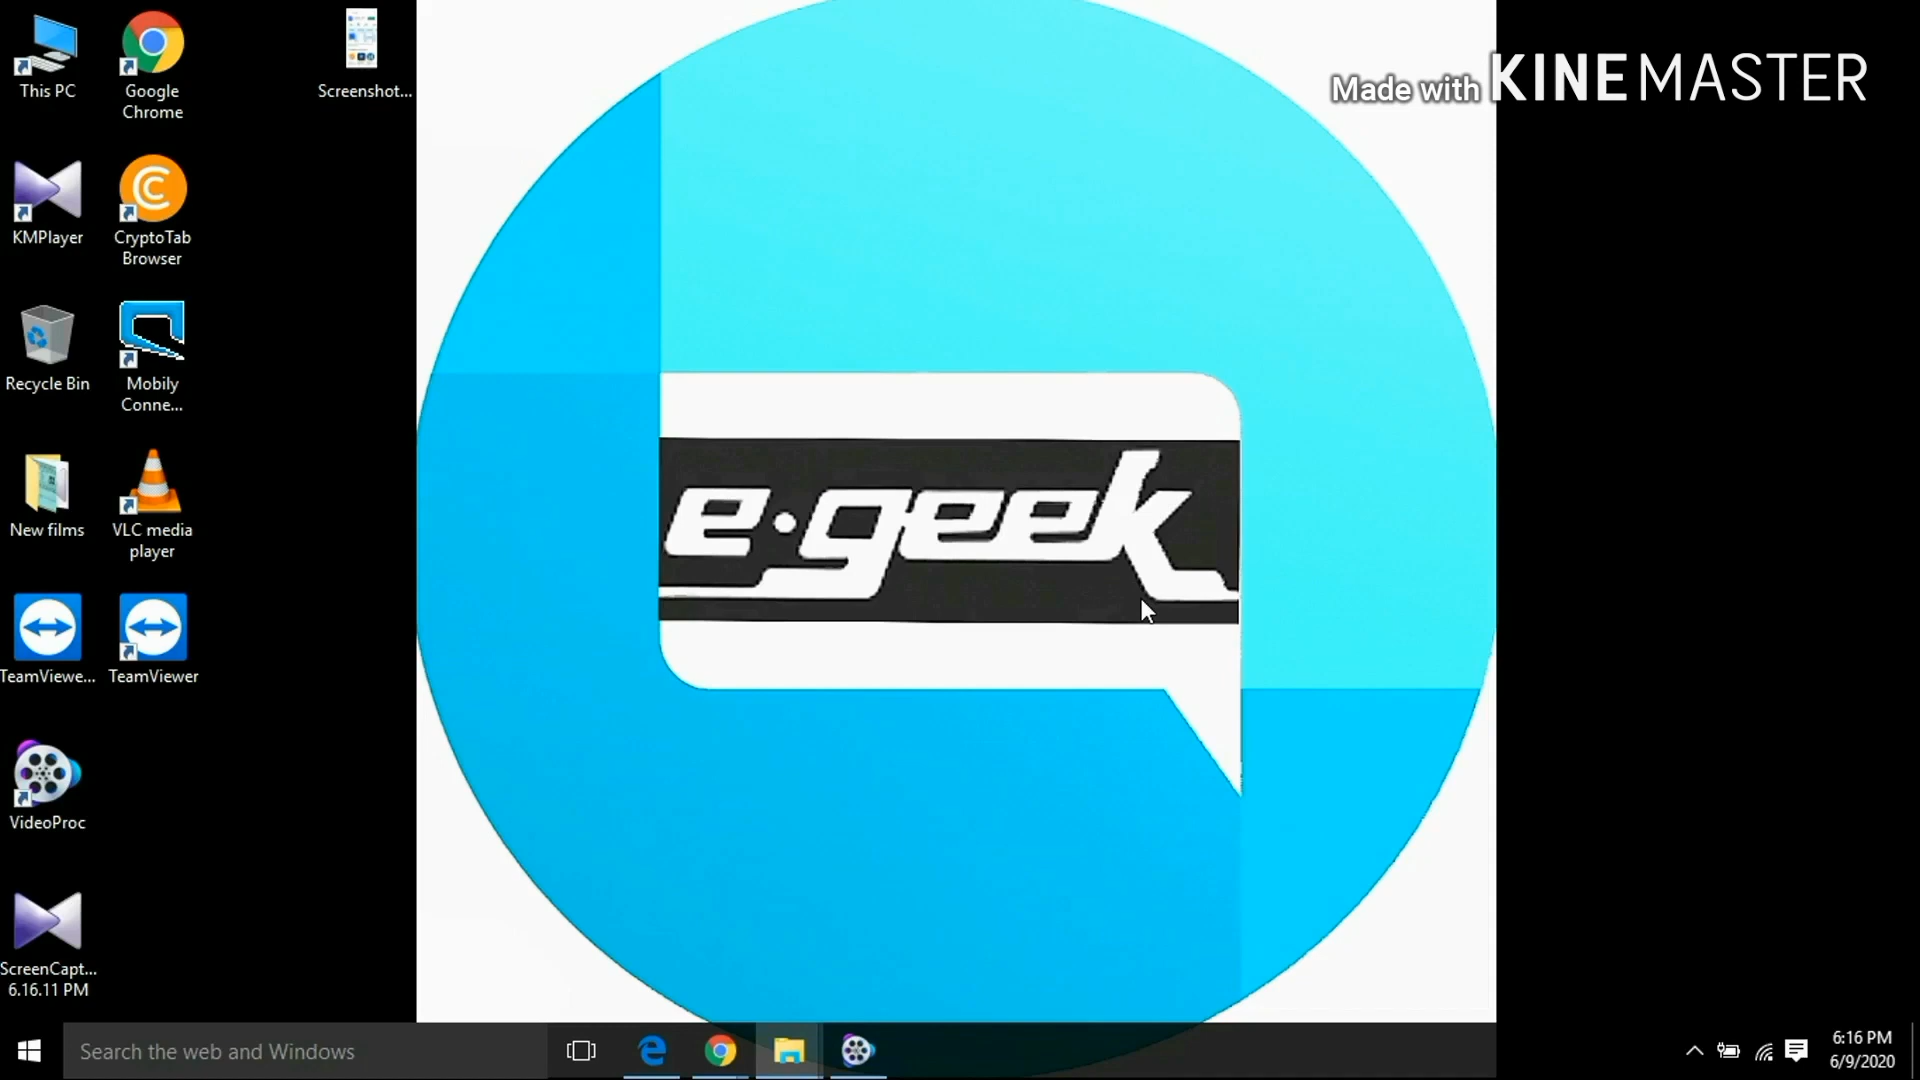 This PC
Google
Chrome
Screenshot...
Made with KINEMASTER
KMPlayer
CryptoTab
Browser
Recycle Bin
Mobily
Conne...
e·geek
New films
VLC media
player
TeamViewe...
TeamViewer
VideoProc
ScreenCapt...
6.16.11 PM
Search the web and Windows
6:16 PM
6/9/2020